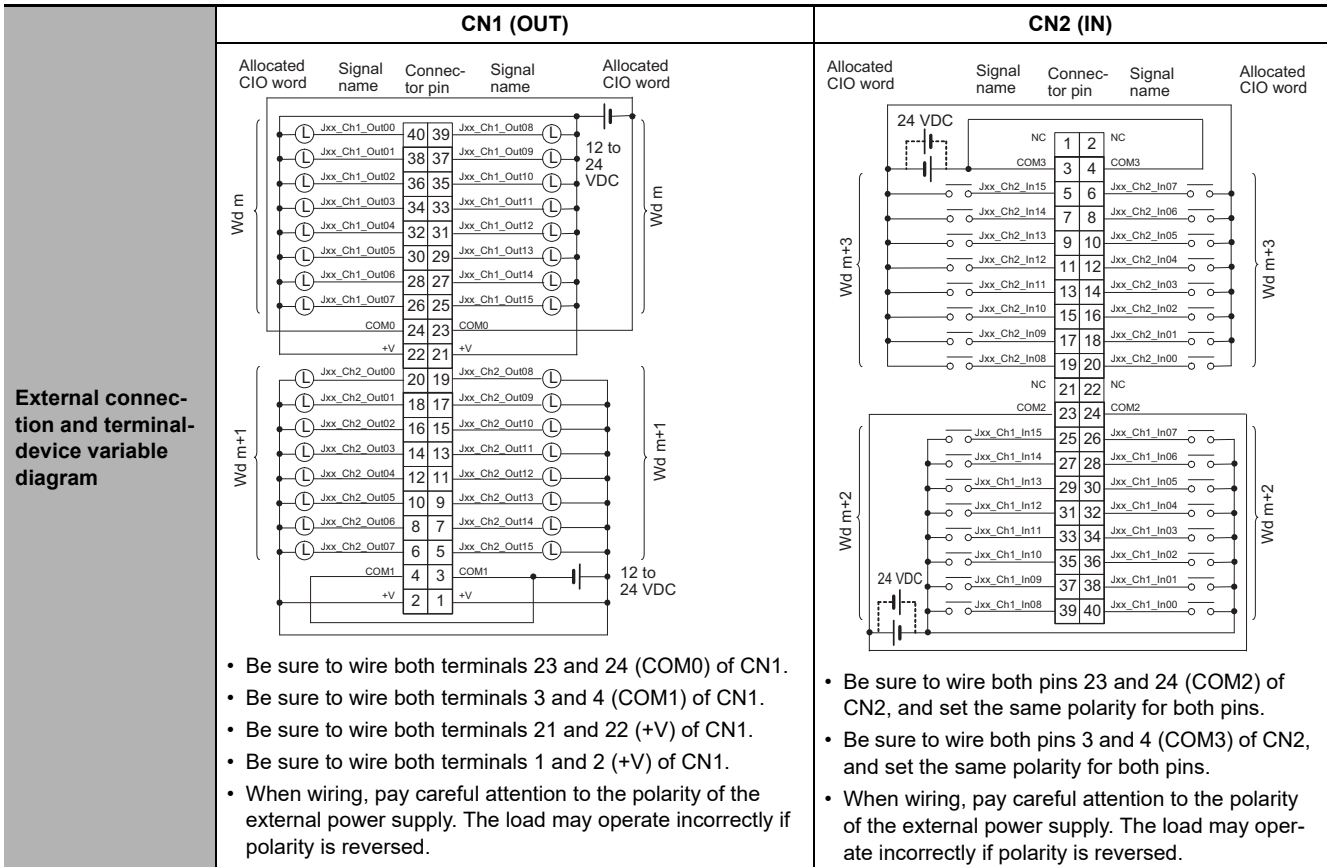 CN1 (OUT)
CN2 (IN)
External connec-
tion and terminal-
device variable
diagram
Allocated Signal Connec- Signal Allocated
CIO word name tor pin name CIO word
L Jxx_Ch1_Out00 40 39 Jxx_Ch1_Out08 L
L Jxx_Ch1_Out01 38 37 Jxx_Ch1_Out09 L
L Jxx_Ch1_Out02 36 35 Jxx_Ch1_Out10 L
L Jxx_Ch1_Out03 34 33 Jxx_Ch1_Out11 L
L Jxx_Ch1_Out04 32 31 Jxx_Ch1_Out12 L
L Jxx_Ch1_Out05 30 29 Jxx_Ch1_Out13 L
L Jxx_Ch1_Out06 28 27 Jxx_Ch1_Out14 L
L Jxx_Ch1_Out07 26 25 Jxx_Ch1_Out15 L
COM0 24 23 COM0
+V 22 21 +V
12 to
24
VDC
Wd m
Wd m
L Jxx_Ch2_Out00 20 19 Jxx_Ch2_Out08 L
L Jxx_Ch2_Out01 18 17 Jxx_Ch2_Out09 L
L Jxx_Ch2_Out02 16 15 Jxx_Ch2_Out10 L
L Jxx_Ch2_Out03 14 13 Jxx_Ch2_Out11 L
L Jxx_Ch2_Out04 12 11 Jxx_Ch2_Out12 L
L Jxx_Ch2_Out05 10 9 Jxx_Ch2_Out13 L
L Jxx_Ch2_Out06 8 7 Jxx_Ch2_Out14 L
L Jxx_Ch2_Out07 6 5 Jxx_Ch2_Out15 L
COM1 4 3 COM1
+V 2 1 +V
12 to
24 VDC
Wd m+1
Wd m+1
• Be sure to wire both terminals 23 and 24 (COM0) of CN1.
• Be sure to wire both terminals 3 and 4 (COM1) of CN1.
• Be sure to wire both terminals 21 and 22 (+V) of CN1.
• Be sure to wire both terminals 1 and 2 (+V) of CN1.
• When wiring, pay careful attention to the polarity of the
external power supply. The load may operate incorrectly if
polarity is reversed.
Allocated Signal Connec- Signal Allocated
CIO word name tor pin name CIO word
24 VDC
NC 1 2 NC
COM3 3 4 COM3
Jxx_Ch2_In15 5 6 Jxx_Ch2_In07
Jxx_Ch2_In14 7 8 Jxx_Ch2_In06
Jxx_Ch2_In13 9 10 Jxx_Ch2_In05
Jxx_Ch2_In12 11 12 Jxx_Ch2_In04
Jxx_Ch2_In11 13 14 Jxx_Ch2_In03
Jxx_Ch2_In10 15 16 Jxx_Ch2_In02
Jxx_Ch2_In09 17 18 Jxx_Ch2_In01
Jxx_Ch2_In08 19 20 Jxx_Ch2_In00
Wd m+3
Wd m+3
NC 21 22 NC
COM2 23 24 COM2
Jxx_Ch1_In15 25 26 Jxx_Ch1_In07
Jxx_Ch1_In14 27 28 Jxx_Ch1_In06
Jxx_Ch1_In13 29 30 Jxx_Ch1_In05
Jxx_Ch1_In12 31 32 Jxx_Ch1_In04
Jxx_Ch1_In11 33 34 Jxx_Ch1_In03
Jxx_Ch1_In10 35 36 Jxx_Ch1_In02
Jxx_Ch1_In09 37 38 Jxx_Ch1_In01
Jxx_Ch1_In08 39 40 Jxx_Ch1_In00
Wd m+2
Wd m+2
24 VDC
• Be sure to wire both pins 23 and 24 (COM2) of
CN2, and set the same polarity for both pins.
• Be sure to wire both pins 3 and 4 (COM3) of CN2,
and set the same polarity for both pins.
• When wiring, pay careful attention to the polarity
of the external power supply. The load may oper-
ate incorrectly if polarity is reversed.